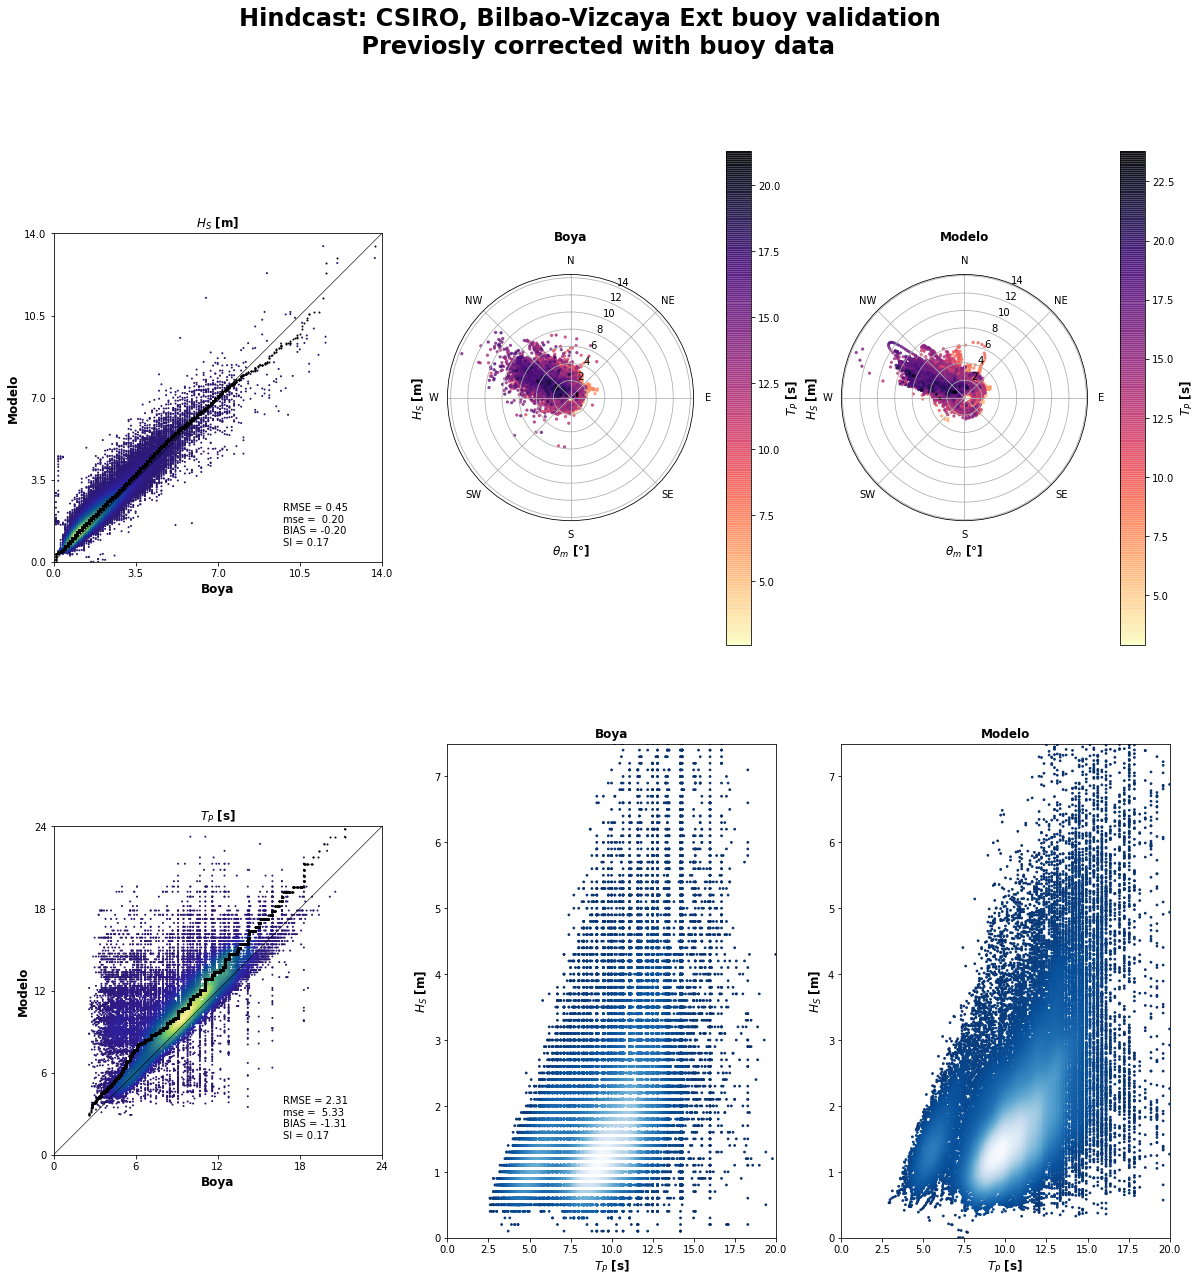 Hindcast: CSIRO, Bilbao-Vizcaya Ext buoy validation
Previosly corrected with buoy data
H_S [m]
14.0
10.5
7.0
3.5
0.0
Modelo
RMSE = 0.45
mse = 0.20
BIAS = -0.20
SI = 0.17
0.0 3.5 7.0 10.5 14.0
Boya
Boya
N
NW NE
14
12
10
8
6
4
2
W E
H_S [m]
SW SE
S
θ_m [°]
20.0
17.5
15.0
12.5
10.0
7.5
5.0
T_P [s]
Modelo
N
NW NE
14
12
10
8
6
4
2
W E
H_S [m]
SW SE
S
θ_m [°]
22.5
20.0
17.5
15.0
12.5
10.0
7.5
5.0
T_P [s]
T_P [s]
24
18
12
6
0
Modelo
RMSE = 2.31
mse = 5.33
BIAS = -1.31
SI = 0.17
0 6 12 18 24
Boya
Boya
7
6
5
4
3
2
1
0
H_S [m]
0.0 2.5 5.0 7.5 10.0 12.5 15.0 17.5 20.0
T_P [s]
Modelo
7
6
5
4
3
2
1
0
H_S [m]
0.0 2.5 5.0 7.5 10.0 12.5 15.0 17.5 20.0
T_P [s]